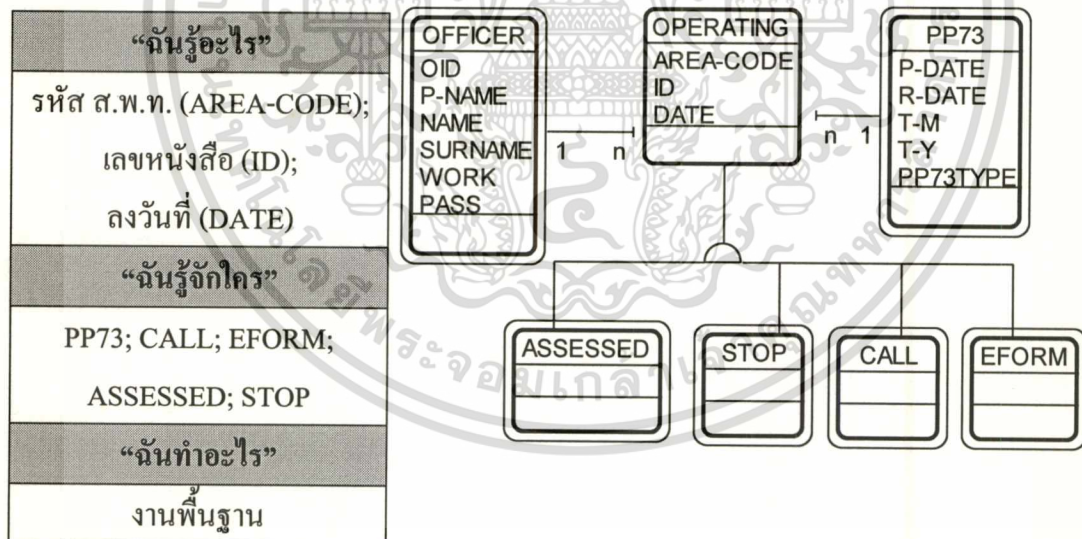 “ฉันรู้อะไร”
รหัส ส.พ.ท. (AREA-CODE);
เลขหนังสือ (ID);
ลงวันที่ (DATE)
“ฉันรู้จักใคร”
PP73; CALL; EFORM;
ASSESSED; STOP
“ฉันทำอะไร”
งานพื้นฐาน
OFFICER
OID
P-NAME
NAME
SURNAME
WORK
PASS
1 n
OPERATING
AREA-CODE
ID
DATE
n 1
PP73
P-DATE
R-DATE
T-M
T-Y
PP73TYPE
ASSESSED
STOP
CALL
EFORM